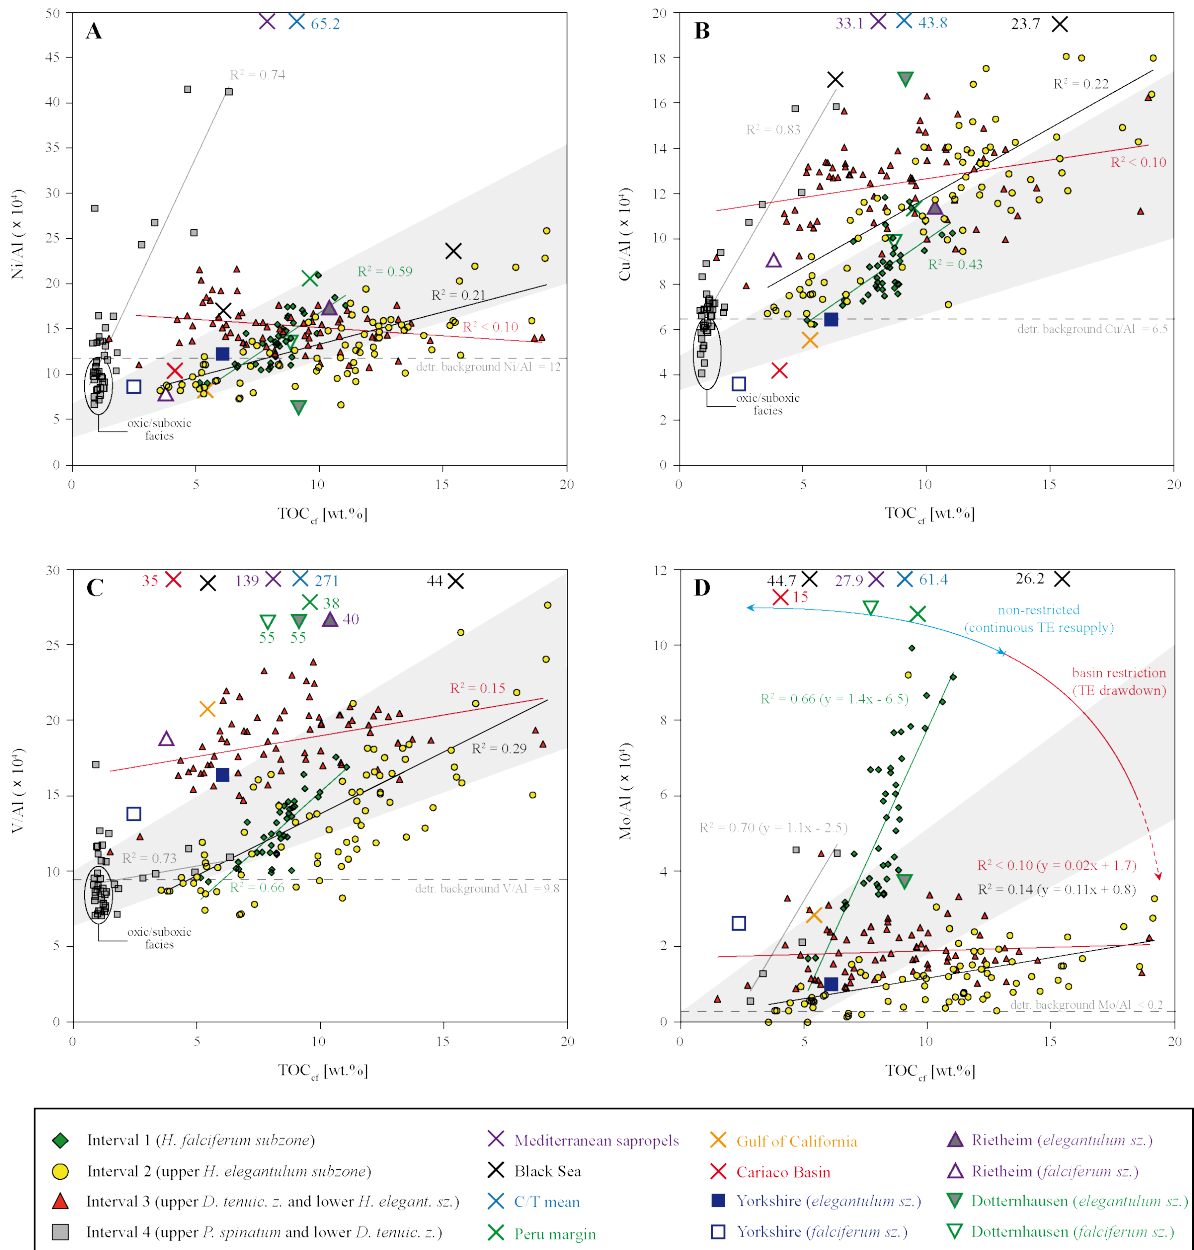 A
65.2
R² = 0.74
R² = 0.59
R² = 0.21
R² < 0.10
detr. background Ni/Al = 12
oxic/suboxic
facies
Ni/Al ( x 10⁴)
50
45
40
35
30
25
20
15
10
5
0
0 5 10 15 20
TOCcf [wt.%]
B
33.1
43.8
23.7
R² = 0.22
R² = 0.83
R² < 0.10
R² = 0.43
detr. background Cu/Al = 6.5
oxic/suboxic
facies
Cu/Al ( x 10⁴)
20
18
16
14
12
10
8
6
4
2
0
0 5 10 15 20
TOCcf [wt.%]
C
35
139
271
44
38
40
55
55
R² = 0.15
R² = 0.29
R² = 0.73
R² = 0.66
detr. background V/Al = 9.8
oxic/suboxic
facies
V/Al ( x 10⁴)
30
25
20
15
10
5
0
0 5 10 15 20
TOCcf [wt.%]
D
44.7
27.9
61.4
26.2
15
non-restricted
(continuous TE resupply)
basin restriction
(TE drawdown)
R² = 0.66 (y = 1.4x - 6.5)
R² = 0.70 (y = 1.1x - 2.5)
R² < 0.10 (y = 0.02x + 1.7)
R² = 0.14 (y = 0.11x + 0.8)
detr. background Mo/Al < 0.2
Mo/Al ( x 10⁴)
12
10
8
6
4
2
0
0 5 10 15 20
TOCcf [wt.%]
Interval 1 (H. falciferum subzone)
Interval 2 (upper H. elegantulum subzone)
Interval 3 (upper D. tenuic. z. and lower H. elegant. sz.)
Interval 4 (upper P. spinatum and lower D. tenuic. z.)
Mediterranean sapropels
Black Sea
C/T mean
Peru margin
Gulf of California
Cariaco Basin
Yorkshire (elegantulum sz.)
Yorkshire (falciferum sz.)
Rietheim (elegantulum sz.)
Rietheim (falciferum sz.)
Dotternhausen (elegantulum sz.)
Dotternhausen (falciferum sz.)